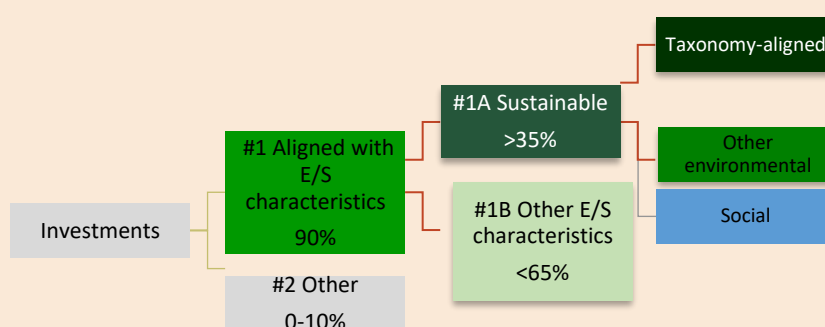 Investments
#1 Aligned with
E/S
characteristics
90%
#2 Other
0-10%
#1A Sustainable
>35%
#1B Other E/S
characteristics
<65%
Taxonomy-aligned
Other
environmental
Social